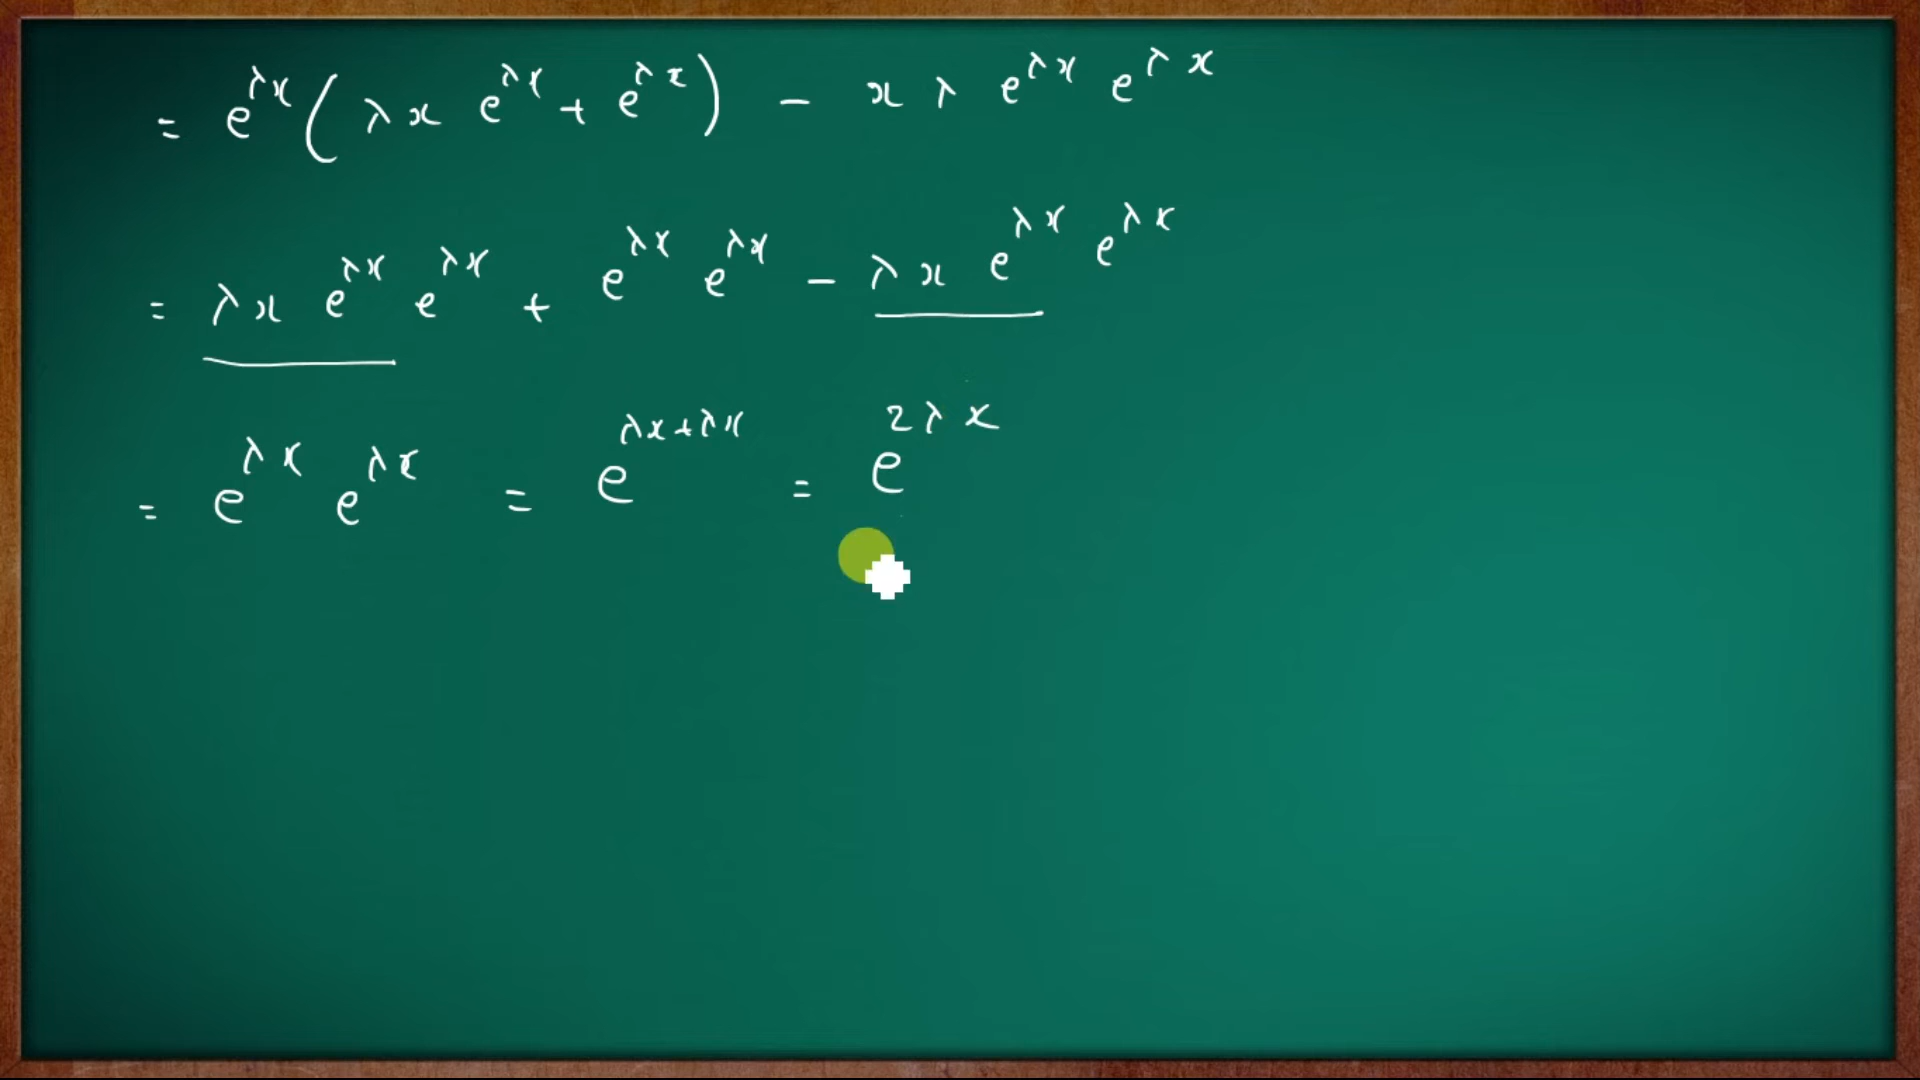 = e^{λx}(λx e^{λx} + e^{λx}) - xλ e^{λx} e^{λx}
= λx e^{λx} e^{λx} + e^{λx} e^{λx} - λx e^{λx} e^{λx}
= e^{λx} e^{λx} = e^{λx+λx} = e^{2λx}